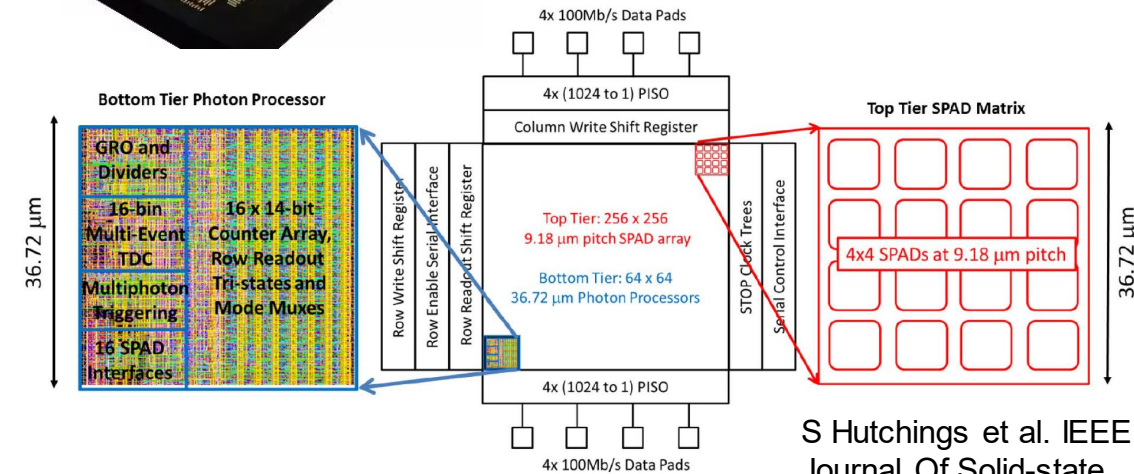 4x 100Mb/s Data Pads
4x (1024 to 1) PISO
Column Write Shift Register
Bottom Tier Photon Processor
36.72 µm
GRO and
Dividers
16-bin
Multi-Event
TDC
Multiphoton
Triggering
16 SPAD
Interfaces
16 x 14-bit
Counter Array,
Row Readout
Tri-states and
Mode Muxes
Row Write Shift Register
Row Enable Serial Interface
Row Readout Shift Register
Top Tier: 256 x 256
9.18 µm pitch SPAD array
Bottom Tier: 64 x 64
36.72 µm Photon Processors
STOP Clock Trees
Serial Control Interface
Top Tier SPAD Matrix
4x4 SPADs at 9.18 µm pitch
36.72 µm
4x (1024 to 1) PISO
4x 100Mb/s Data Pads
S Hutchings et al. IEEE
Journal Of Solid-state